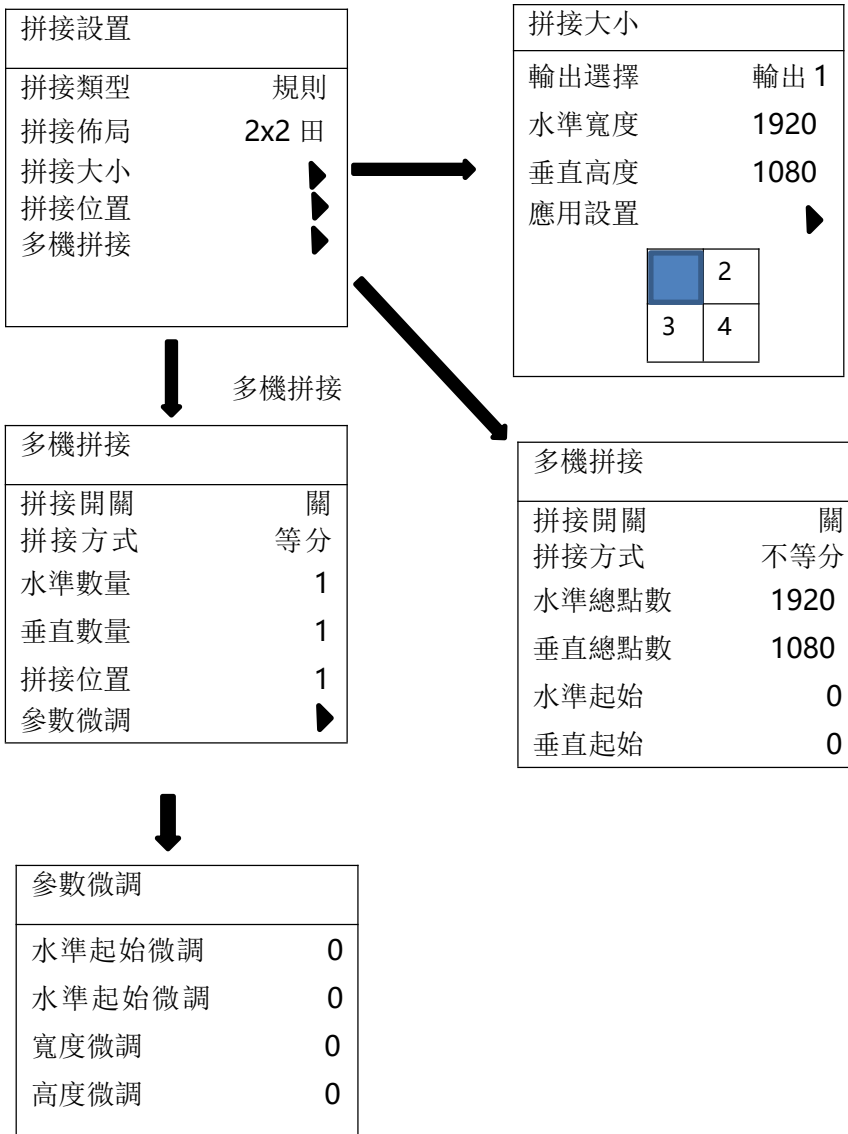 拼接設置
拼接類型 規則
拼接佈局 2x2 田
拼接大小
拼接位置
多機拼接
拼接大小
輸出選擇 輸出 1
水準寬度 1920
垂直高度 1080
應用設置
2
3 4
多機拼接
多機拼接
拼接開關 關
拼接方式 等分
水準數量 1
垂直數量 1
拼接位置 1
參數微調
多機拼接
拼接開關 關
拼接方式 不等分
水準總點數 1920
垂直總點數 1080
水準起始 0
垂直起始 0
參數微調
水準起始微調 0
水準起始微調 0
寬度微調 0
高度微調 0